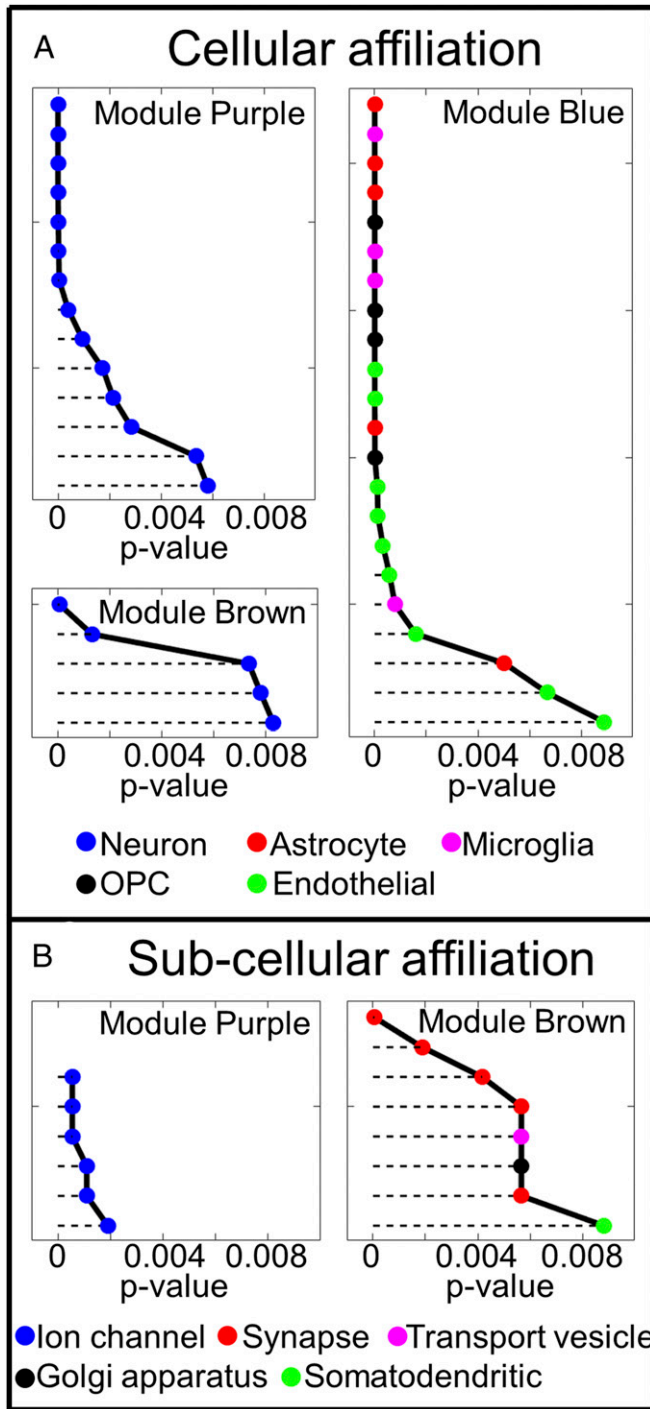 A Cellular affiliation
Module Purple
0 0.004 0.008
p-value
Module Brown
0 0.004 0.008
p-value
Module Blue
0 0.004 0.008
p-value
Neuron Astrocyte Microglia
OPC Endothelial
B Sub-cellular affiliation
Module Purple
0 0.004 0.008
p-value
Module Brown
0 0.004 0.008
p-value
Ion channel Synapse Transport vesicle
Golgi apparatus Somatodendritic